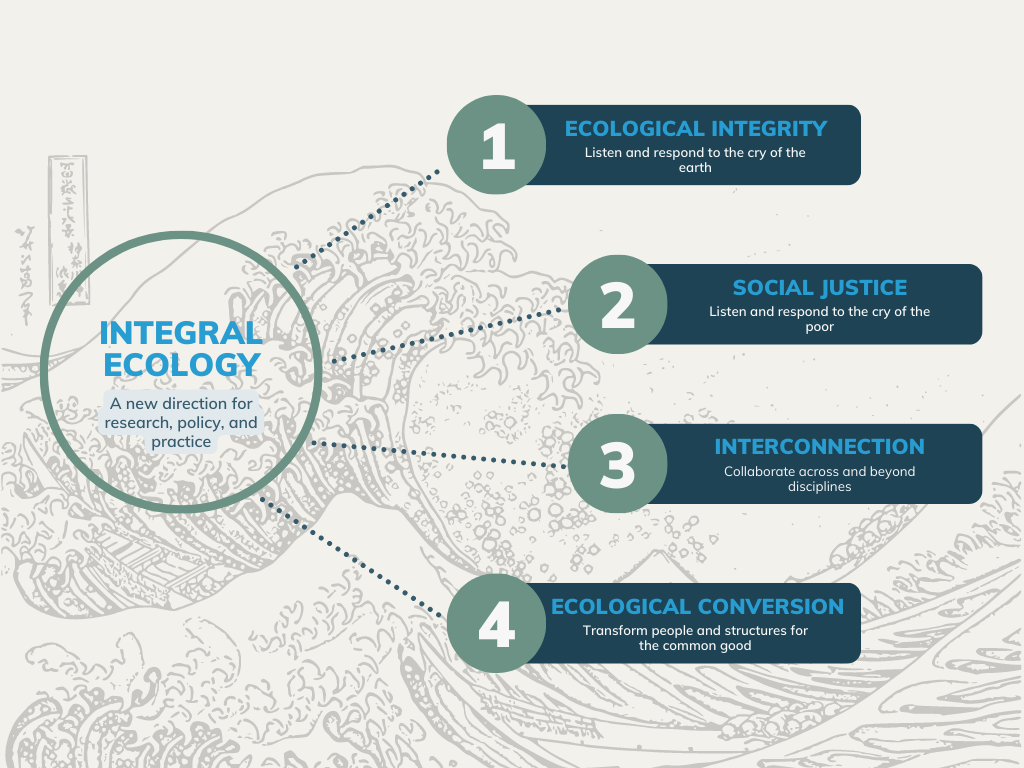 1
ECOLOGICAL INTEGRITY
Listen and respond to the cry of the
earth
2
SOCIAL JUSTICE
Listen and respond to the cry of the
poor
INTEGRAL
ECOLOGY
A new direction for
research, policy, and
practice
3
INTERCONNECTION
Collaborate across and beyond
disciplines
4
ECOLOGICAL CONVERSION
Transform people and structures for
the common good